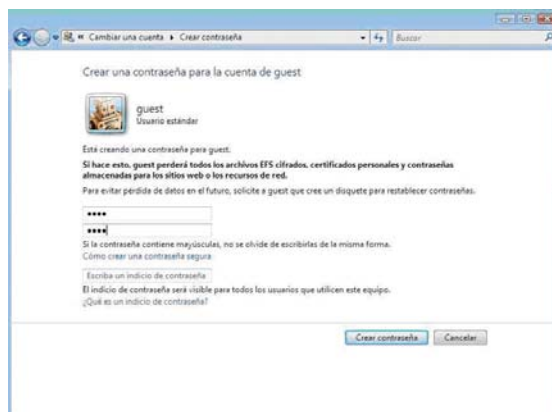 « Cambiar una cuenta ▸ Crear contraseña
Buscar
Crear una contraseña para la cuenta de guest
guest
Usuario estándar
Está creando una contraseña para guest.
Si hace esto, guest perderá todos los archivos EFS cifrados, certificados personales y contraseñas
almacenadas para los sitios web o los recursos de red.
Para evitar pérdida de datos en el futuro, solicite a guest que cree un disquete para restablecer contraseñas.
••••
••••
Si la contraseña contiene mayúsculas, no se olvide de escribirlas de la misma forma.
Cómo crear una contraseña segura
Escriba un indicio de contraseña
El indicio de contraseña será visible para todos los usuarios que utilicen este equipo.
¿Qué es un indicio de contraseña?
Crear contraseña
Cancelar